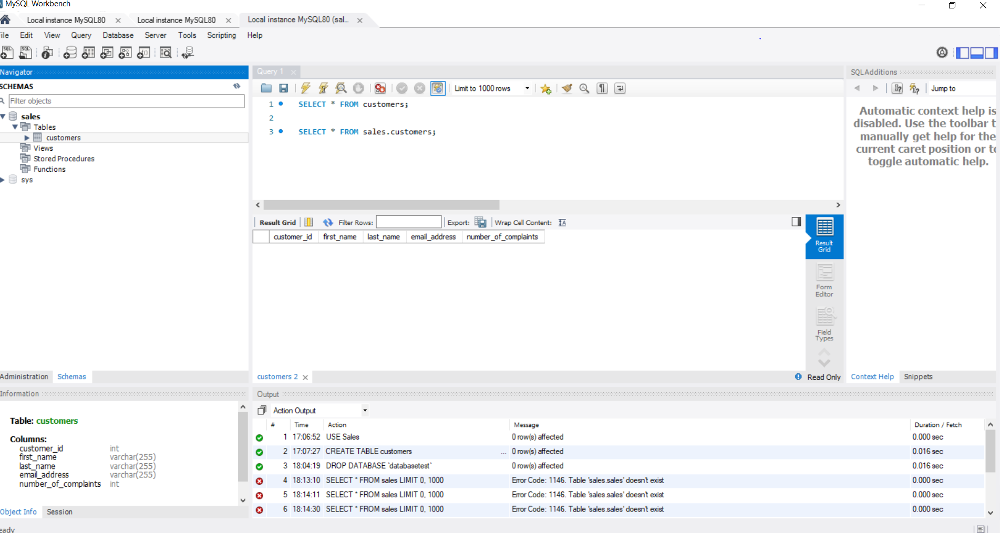 MySQL Workbench
Local instance MySQL80
Local instance MySQL80
Local instance MySQL80 (sal...
ile Edit View Query Database Server Tools Scripting Help
Navigator
SCHEMAS
Filter objects
sales
Tables
customers
Views
Stored Procedures
Functions
sys
Administration Schemas
Query 1
Limit to 1000 rows
1 SELECT * FROM customers;
2
3 SELECT * FROM sales.customers;
Result Grid Filter Rows: Export: Wrap Cell Content:
customer_id first_name last_name email_address number_of_complaints
Result
Grid
Form
Editor
Field
Types
customers 2
Read Only
SQLAdditions
Jump to
Automatic context help is
disabled. Use the toolbar t
manually get help for the
current caret position or to
toggle automatic help.
Context Help Snippets
Information
Table: customers
Columns:
customer_id int
first_name varchar(255)
last_name varchar(255)
email_address varchar(255)
number_of_complaints int
Object Info Session
Output
Action Output
# Time Action Message Duration / Fetch
1 17:06:52 USE Sales 0 row(s) affected 0.000 sec
2 17:07:27 CREATE TABLE customers ... 0 row(s) affected 0.016 sec
3 18:04:19 DROP DATABASE `databasetest` 0 row(s) affected 0.016 sec
4 18:13:10 SELECT * FROM sales LIMIT 0, 1000 Error Code: 1146. Table 'sales.sales' doesn't exist 0.000 sec
5 18:14:11 SELECT * FROM sales LIMIT 0, 1000 Error Code: 1146. Table 'sales.sales' doesn't exist 0.000 sec
6 18:14:30 SELECT * FROM sales LIMIT 0, 1000 Error Code: 1146. Table 'sales.sales' doesn't exist 0.000 sec
eady